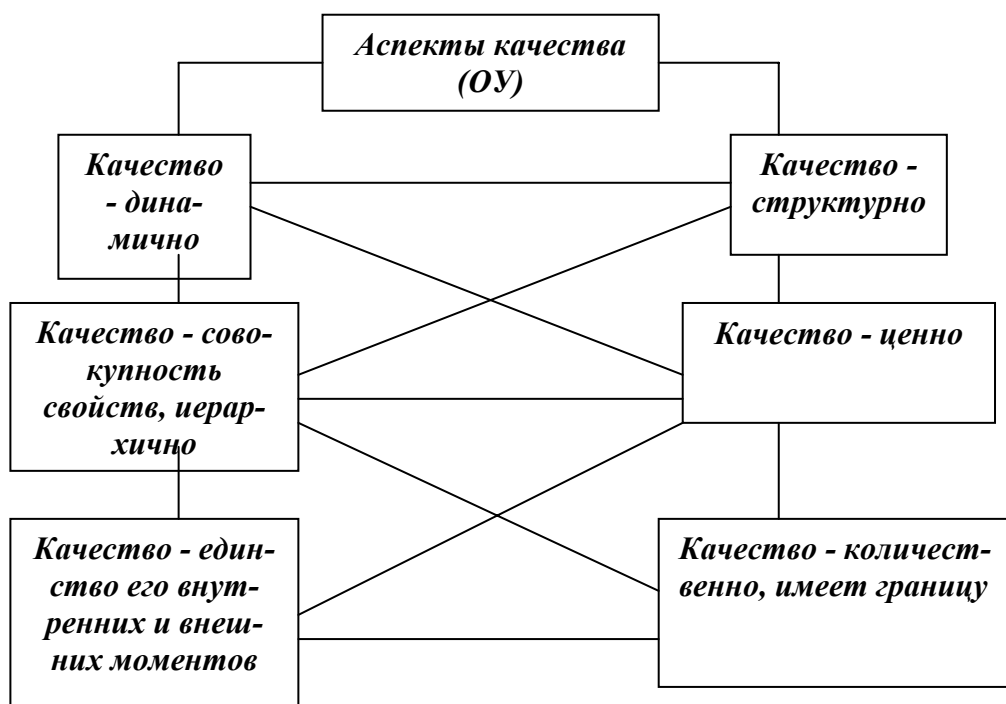 Аспекты качества
(ОУ)
Качество
- дина-
мично
Качество -
структурно
Качество - сово-
купность
свойств, иерар-
хично
Качество - ценно
Качество - един-
ство его внут-
ренних и внеш-
них моментов
Качество - количест-
венно, имеет границу